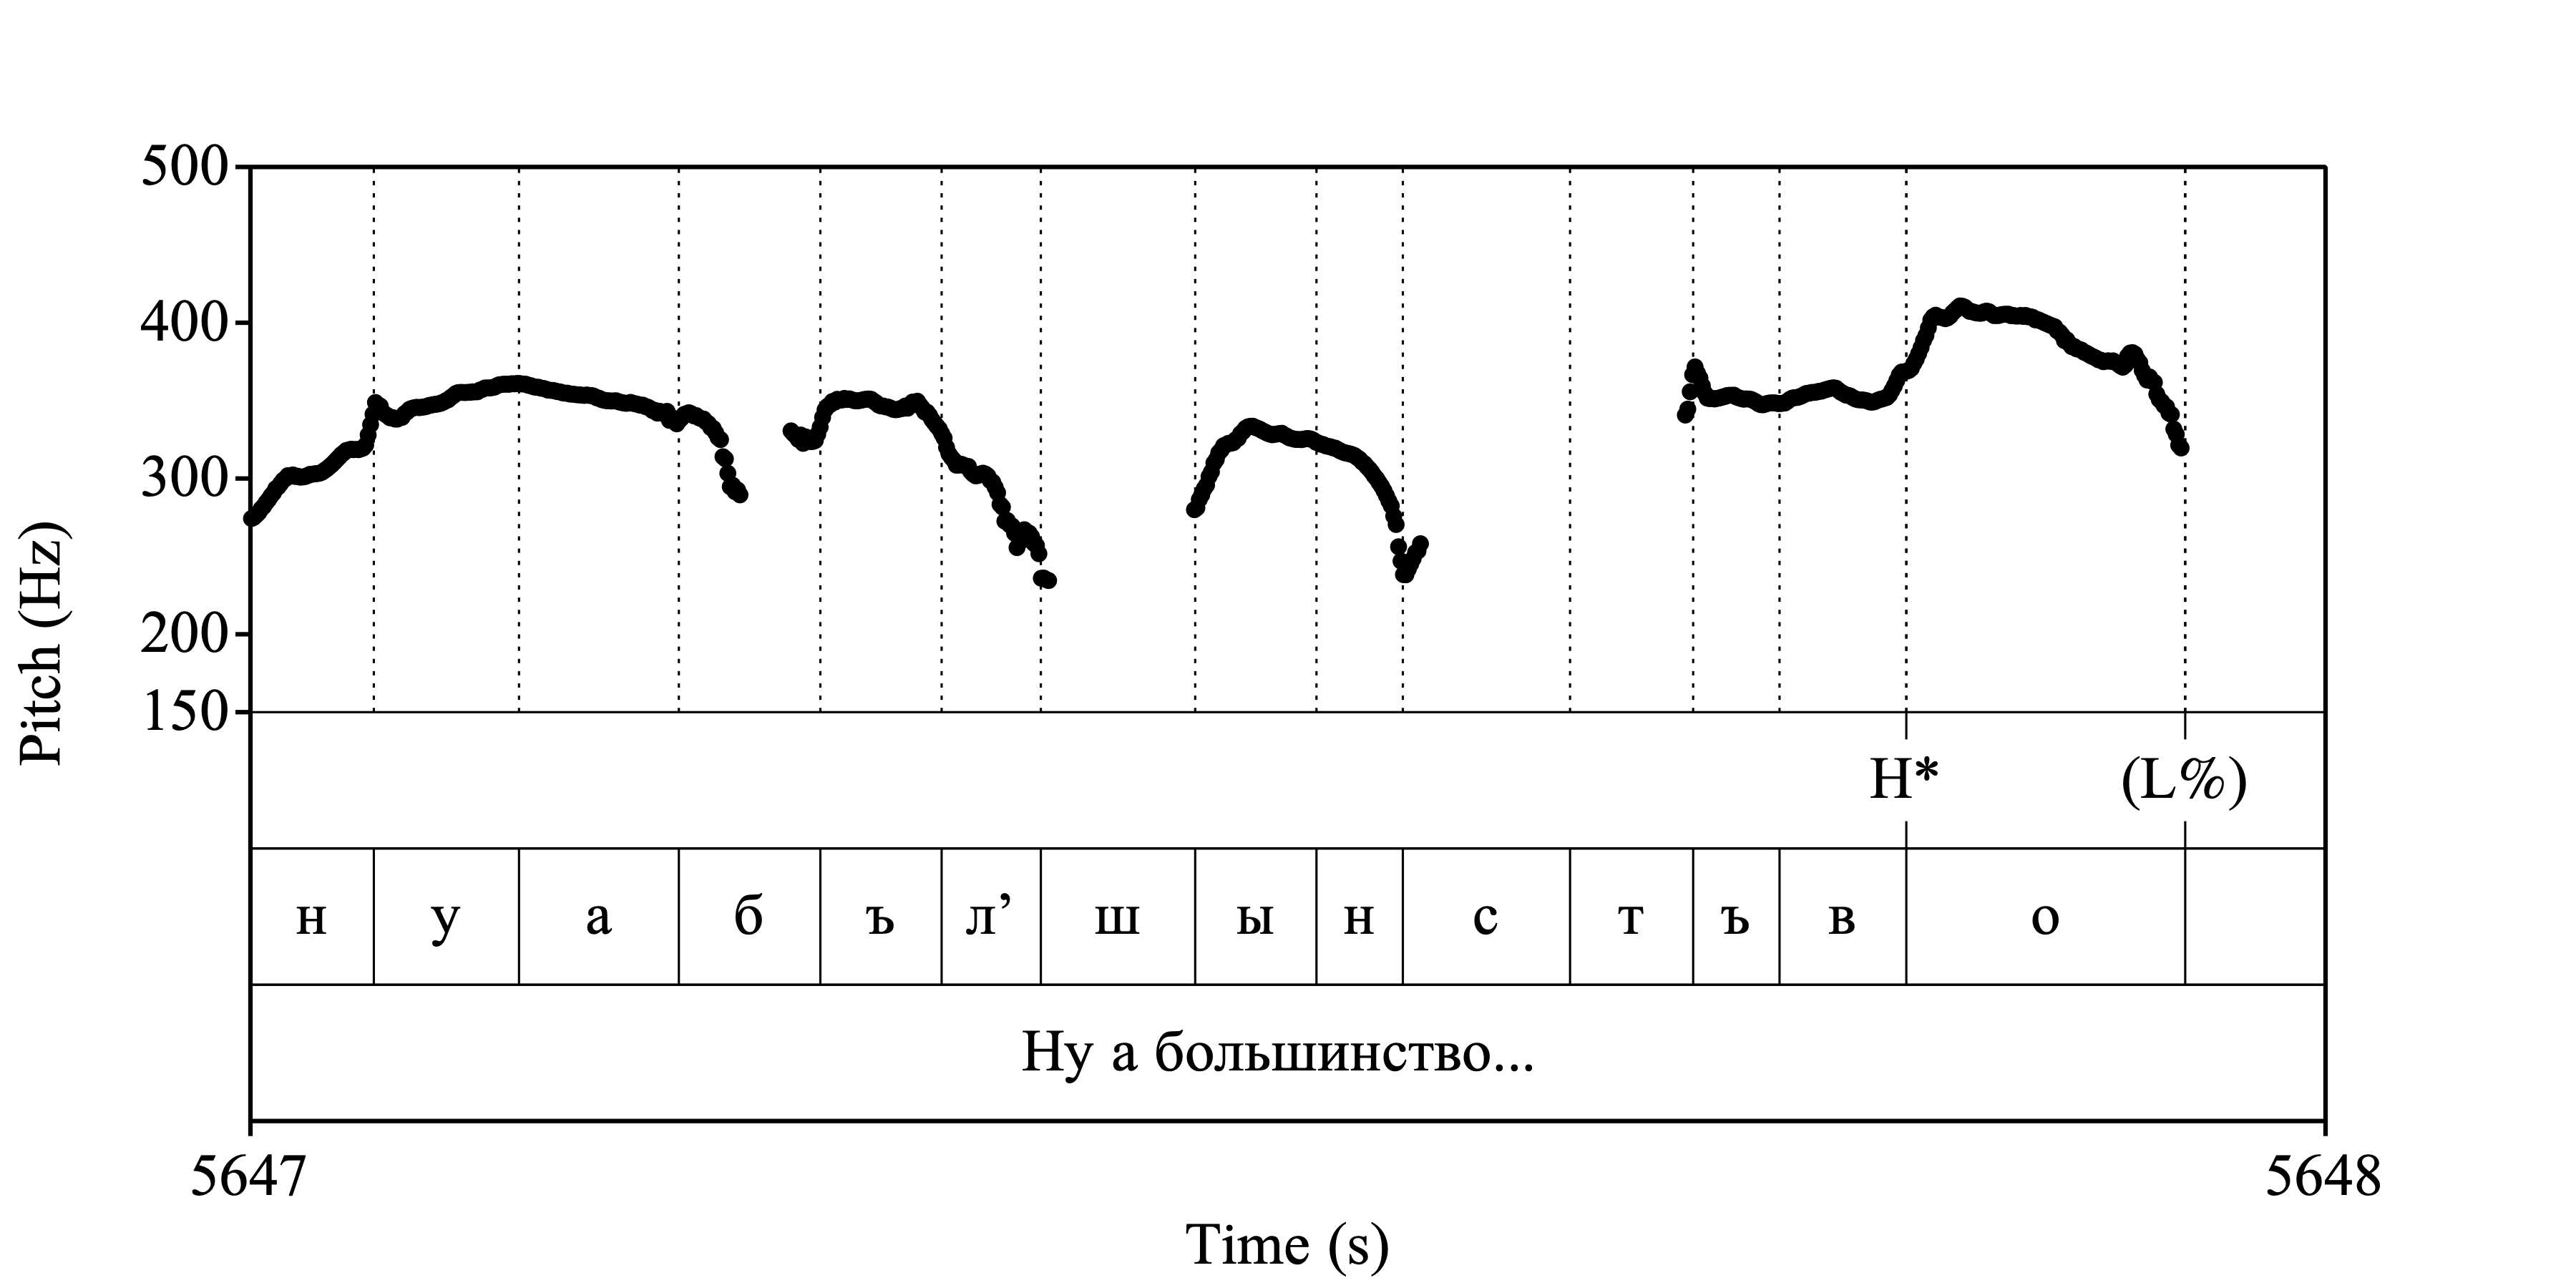 500
400
300
200
150
Pitch (Hz)
H* (L%)
н у а б ъ л’ ш ы н с т ъ в о
Ну а большинство...
5647 5648
Time (s)